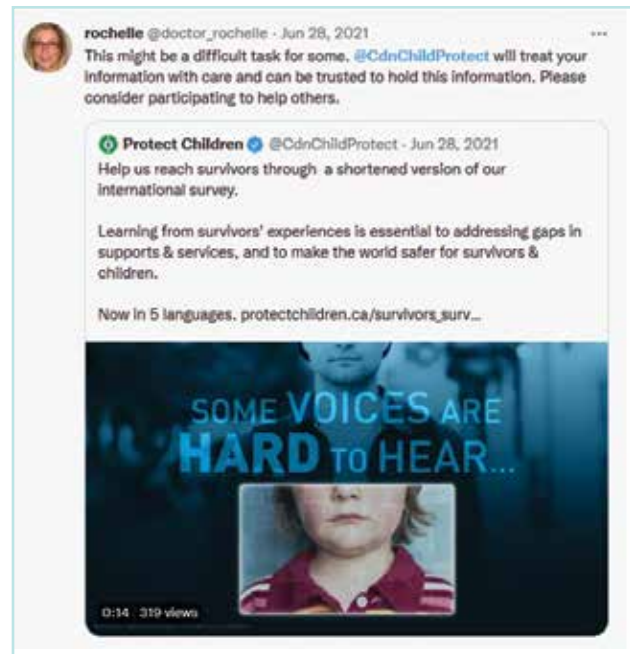 rochelle @doctor_rochelle · Jun 28, 2021
This might be a difficult task for some. @CdnChildProtect will treat your
information with care and can be trusted to hold this information. Please
consider participating to help others.
Protect Children @CdnChildProtect · Jun 28, 2021
Help us reach survivors through a shortened version of our
international survey.
Learning from survivors' experiences is essential to addressing gaps in
supports & services, and to make the world safer for survivors &
children.
Now in 5 languages. protectchildren.ca/survivors_surv...
SOME VOICES ARE
HARD TO HEAR...
0:14 319 views